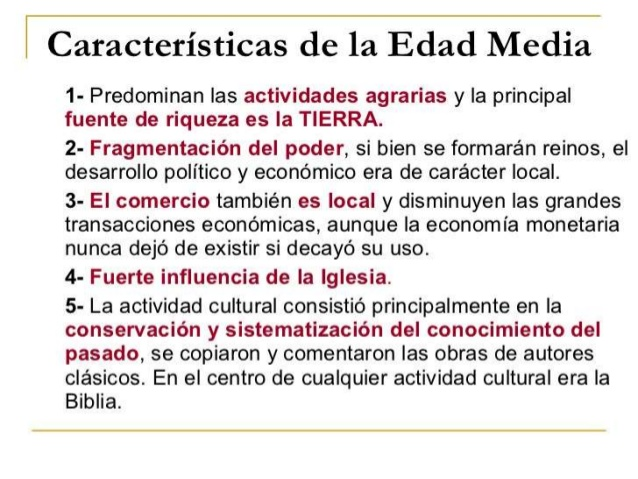 Características de la Edad Media
1- Predominan las actividades agrarias y la principal
fuente de riqueza es la TIERRA.
2- Fragmentación del poder, si bien se formarán reinos, el
desarrollo político y económico era de carácter local.
3- El comercio también es local y disminuyen las grandes
transacciones económicas, aunque la economía monetaria
nunca dejó de existir si decayó su uso.
4- Fuerte influencia de la Iglesia.
5- La actividad cultural consistió principalmente en la
conservación y sistematización del conocimiento del
pasado, se copiaron y comentaron las obras de autores
clásicos. En el centro de cualquier actividad cultural era la
Biblia.